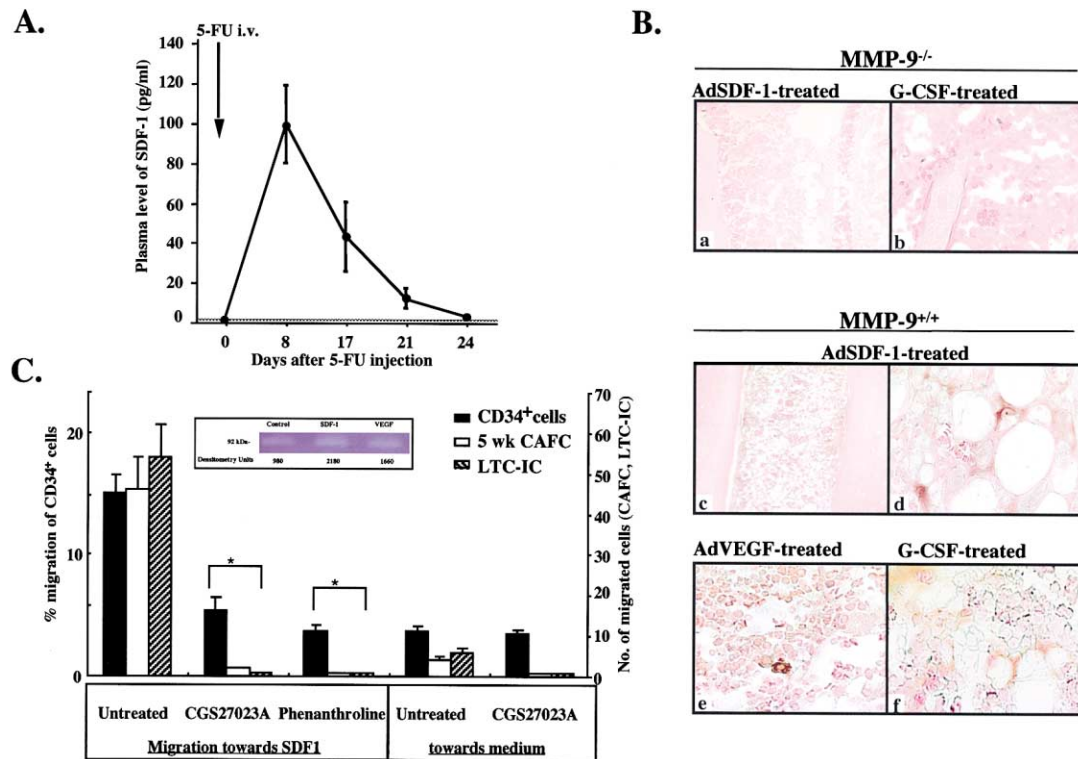 A.
5-FU i.v.
140
120
100
80
60
40
20
0
Plasma level of SDF-1 (pg/ml)
0 8 17 21 24
Days after 5-FU injection
B.
MMP-9-/-
AdSDF-1-treated G-CSF-treated
a b
MMP-9+/+
AdSDF-1-treated
c d
AdVEGF-treated G-CSF-treated
e f
C.
% migration of CD34+ cells
20
10
0
Control SDF-1 VEGF
92 kDa-
Densitometry Units 980 2180 1660
CD34+cells
5 wk CAFC
LTC-IC
70
60
50
40
30
20
10
0
No. of migrated cells (CAFC, LTC-IC)
* *
Untreated CGS27023A Phenanthroline Untreated CGS27023A
Migration towards SDF1 towards medium